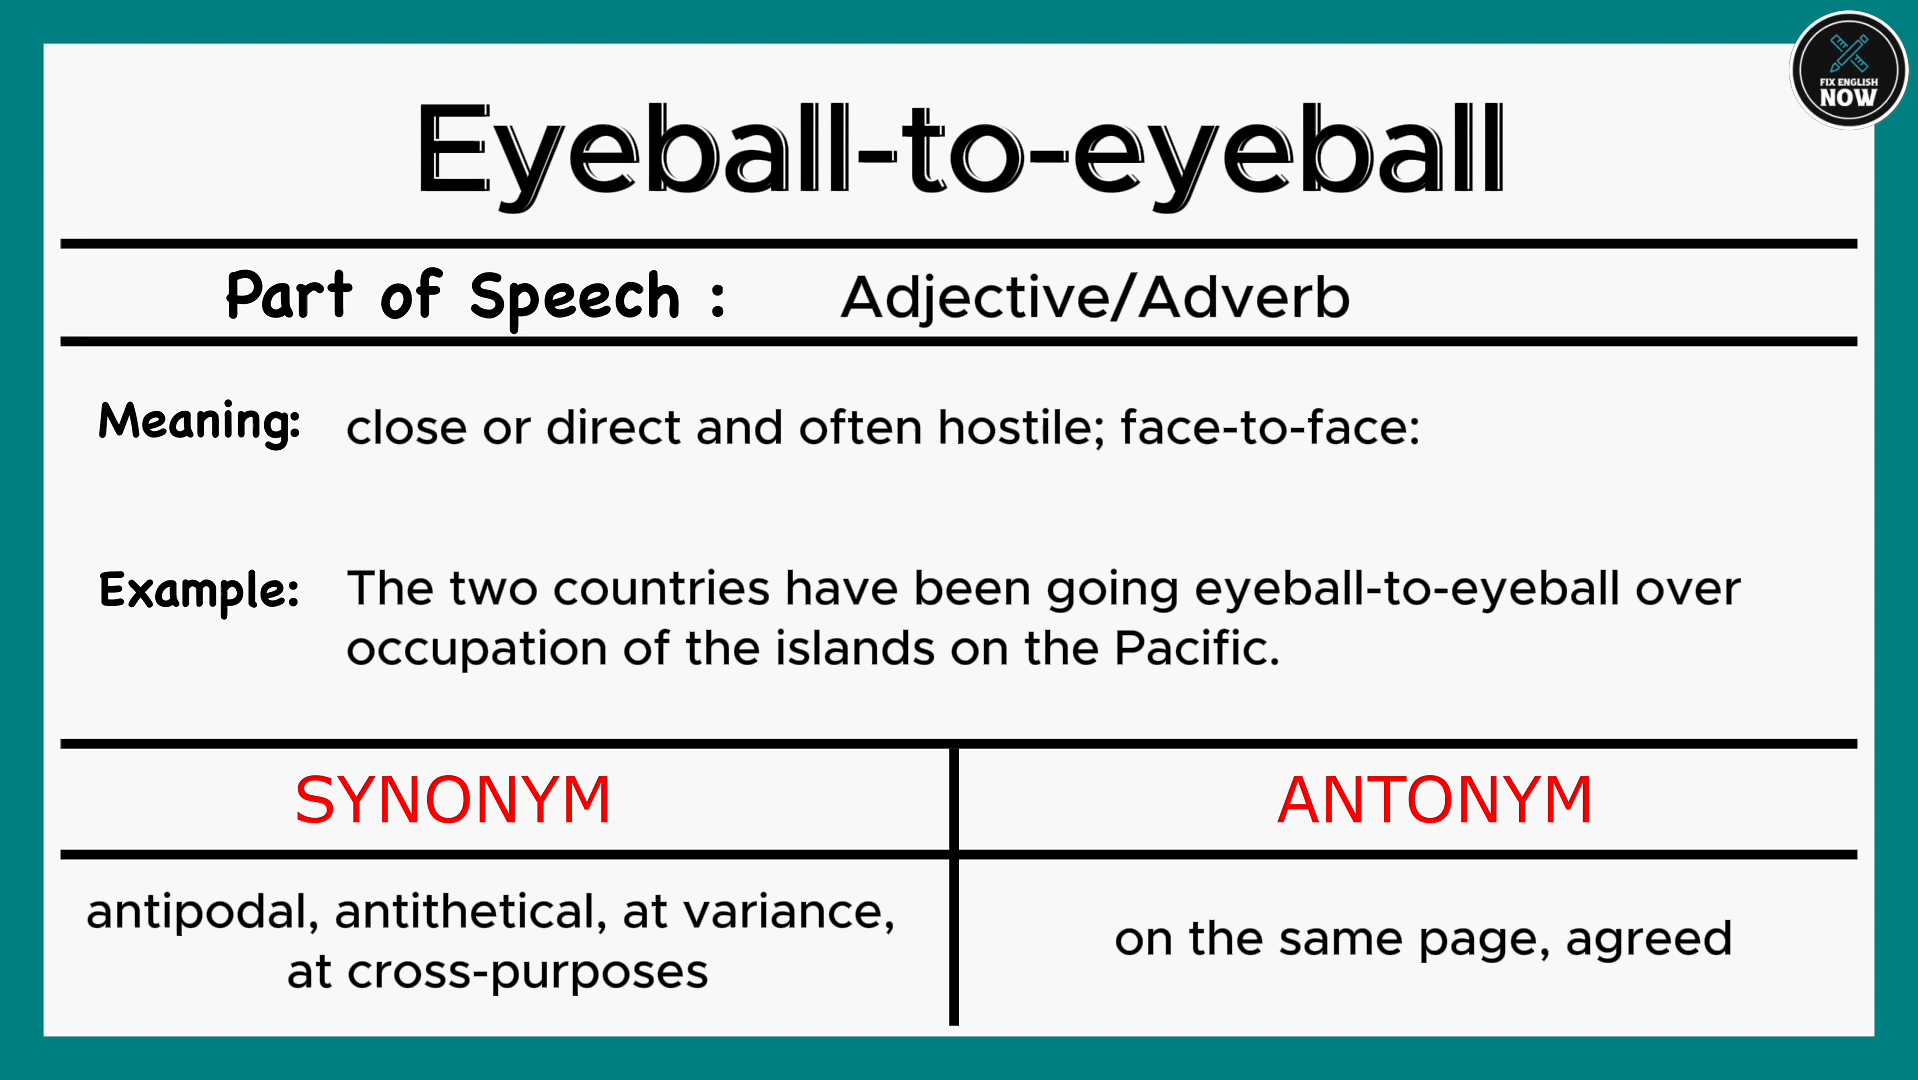 FIX ENGLISH
NOW
Eyeball-to-eyeball
Part of Speech : Adjective/Adverb
Meaning: close or direct and often hostile; face-to-face:
Example: The two countries have been going eyeball-to-eyeball over
occupation of the islands on the Pacific.
SYNONYM
ANTONYM
antipodal, antithetical, at variance,
at cross-purposes
on the same page, agreed